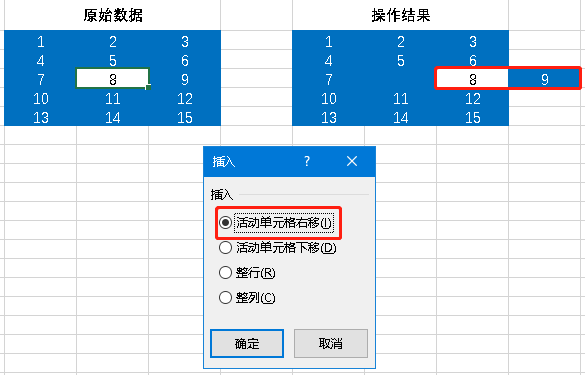 原始数据 操作结果
1 2 3 1 2 3
4 5 6 4 5 6
7 8 9 7 8 9
10 11 12 10 11 12
13 14 15 13 14 15
插入 ? ×
插入
活动单元格右移(I)
活动单元格下移(D)
整行(R)
整列(C)
确定 取消